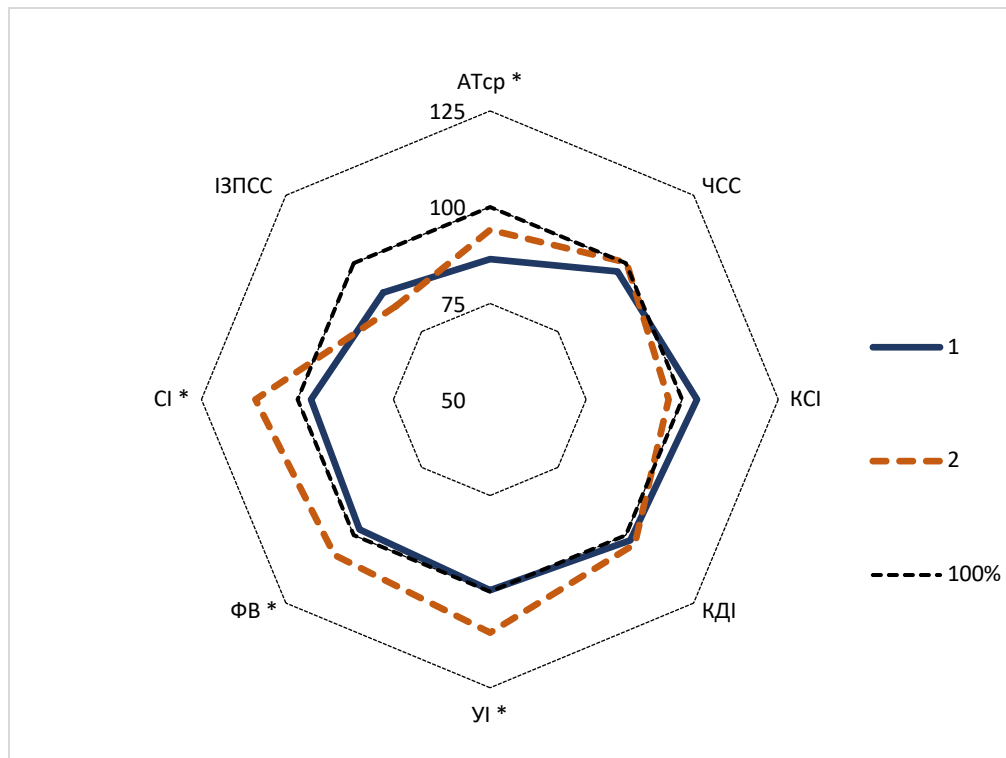 АТср *
125
ІЗПСС
ЧСС
100
75
1
СІ *
50
КСІ
2
100%
ФВ *
КДІ
УІ *